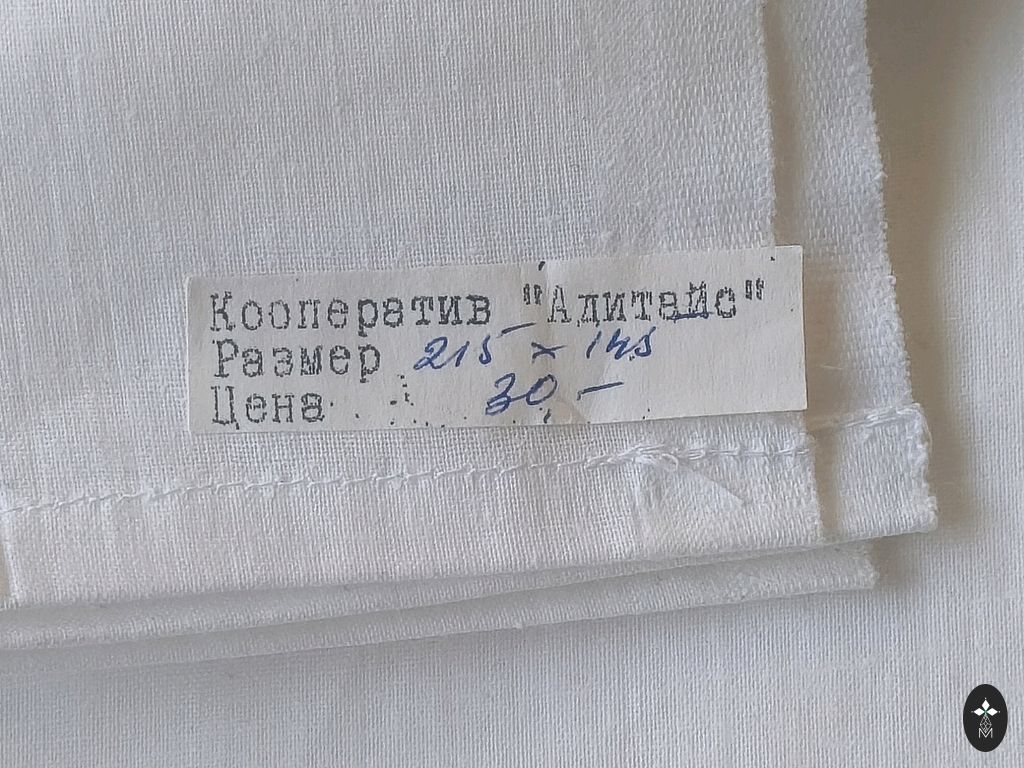 Кооператив "Адитайс"
Размер 215 x 145
Цена 30 –